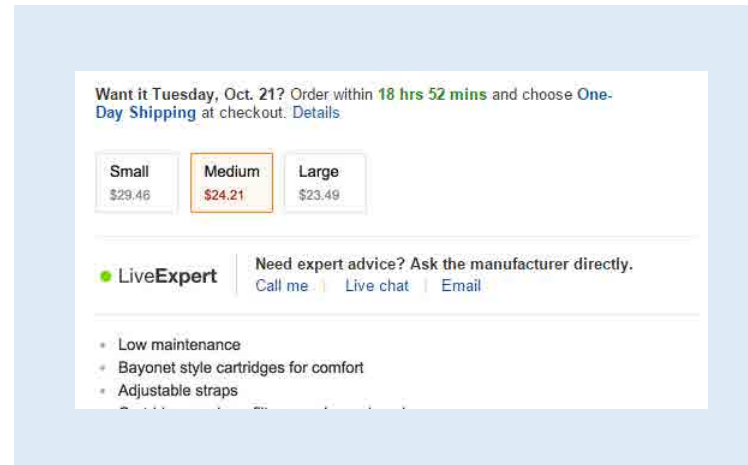 Want it Tuesday, Oct. 21? Order within 18 hrs 52 mins and choose One-
Day Shipping at checkout. Details
Small Medium Large
$29.46 $24.21 $23.49
LiveExpert
Need expert advice? Ask the manufacturer directly.
Call me | Live chat | Email
Low maintenance
Bayonet style cartridges for comfort
Adjustable straps